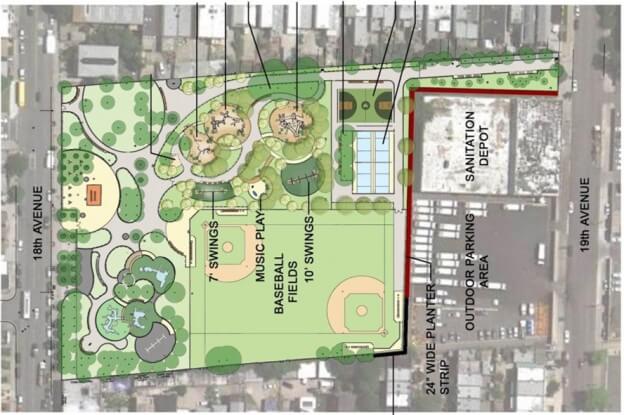 18th AVENUE
7' SWINGS
MUSIC PLAY
BASEBALL
FIELDS
10' SWINGS
24" WIDE PLANTER
STRIP
OUTDOOR PARKING
AREA
SANITATION
DEPOT
19th AVENUE